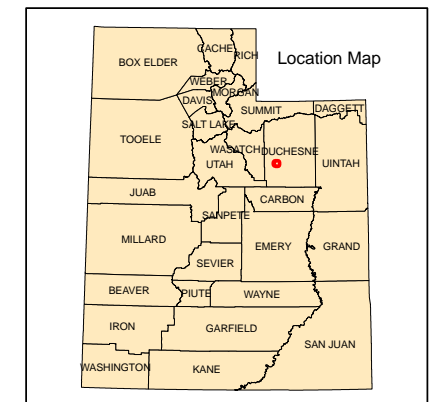 Location Map
BOX ELDER
CACHE
RICH
WEBER
MORGAN
DAVIS
SUMMIT
DAGGETT
SALT LAKE
TOOELE
WASATCH
DUCHESNE
UTAH
UINTAH
JUAB
CARBON
SANPETE
MILLARD
EMERY
GRAND
SEVIER
BEAVER
PIUTE
WAYNE
IRON
GARFIELD
SAN JUAN
WASHINGTON
KANE